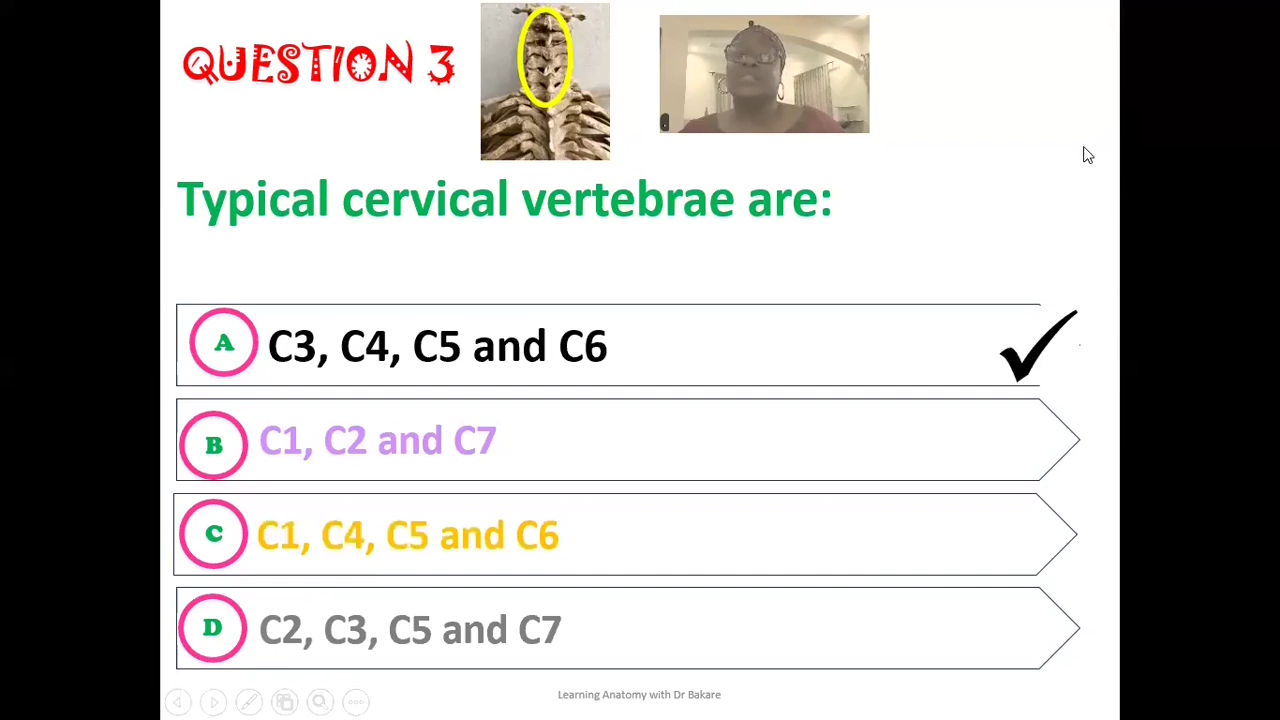 QUESTION 3
Typical cervical vertebrae are:
A C3, C4, C5 and C6
B C1, C2 and C7
C C1, C4, C5 and C6
D C2, C3, C5 and C7
Learning Anatomy with Dr Bakare